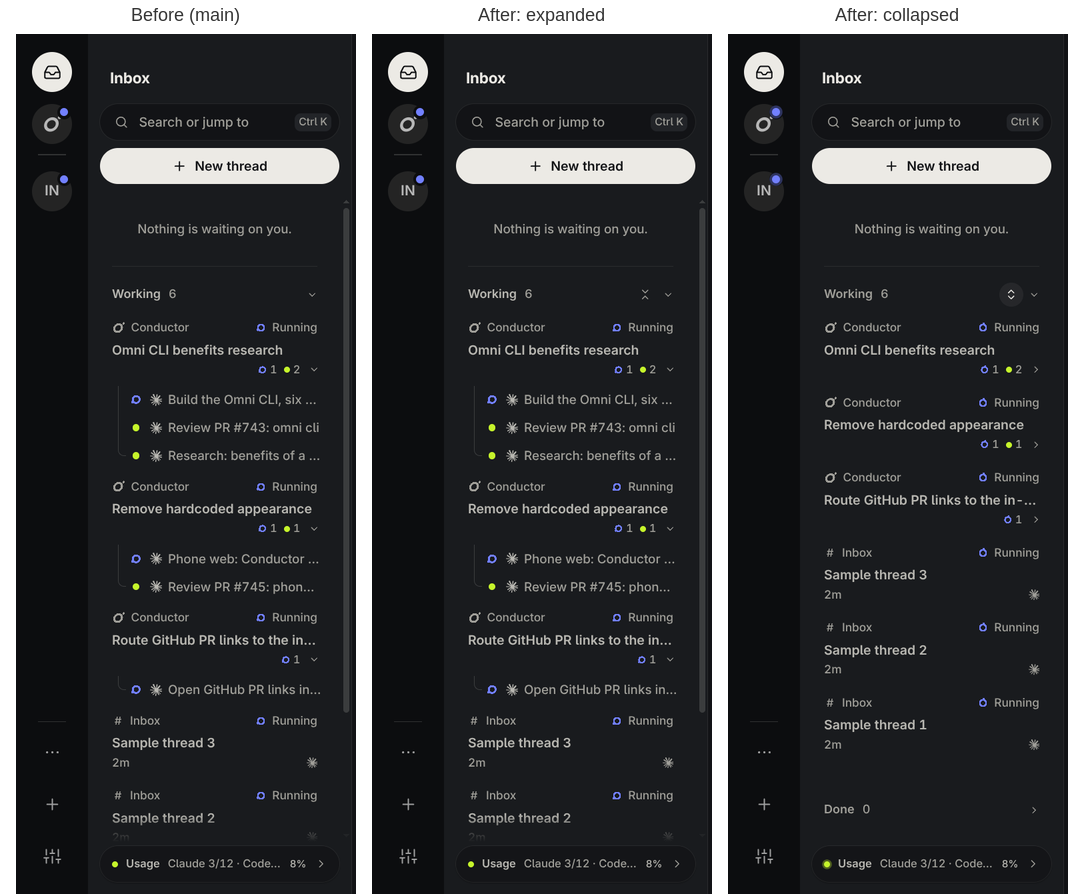 Before (main)
Inbox
Search or jump to Ctrl K
+ New thread
IN
Nothing is waiting on you.
Working 6
Conductor Running
Omni CLI benefits research
1 2
Build the Omni CLI, six ...
Review PR #743: omni cli
Research: benefits of a ...
Conductor Running
Remove hardcoded appearance
1 1
Phone web: Conductor ...
Review PR #745: phon...
Conductor Running
Route GitHub PR links to the in...
1
Open GitHub PR links in...
# Inbox Running
Sample thread 3
2m
# Inbox Running
Sample thread 2
2m
Usage Claude 3/12 · Code... 8%
After: expanded
Inbox
Search or jump to Ctrl K
+ New thread
IN
Nothing is waiting on you.
Working 6
Conductor Running
Omni CLI benefits research
1 2
Build the Omni CLI, six ...
Review PR #743: omni cli
Research: benefits of a ...
Conductor Running
Remove hardcoded appearance
1 1
Phone web: Conductor ...
Review PR #745: phon...
Conductor Running
Route GitHub PR links to the in...
1
Open GitHub PR links in...
# Inbox Running
Sample thread 3
2m
# Inbox Running
Sample thread 2
2m
Usage Claude 3/12 · Code... 8%
After: collapsed
Inbox
Search or jump to Ctrl K
+ New thread
IN
Nothing is waiting on you.
Working 6
Conductor Running
Omni CLI benefits research
1 2
Conductor Running
Remove hardcoded appearance
1 1
Conductor Running
Route GitHub PR links to the in-...
1
# Inbox Running
Sample thread 3
2m
# Inbox Running
Sample thread 2
2m
# Inbox Running
Sample thread 1
2m
Done 0
Usage Claude 3/12 · Code... 8%